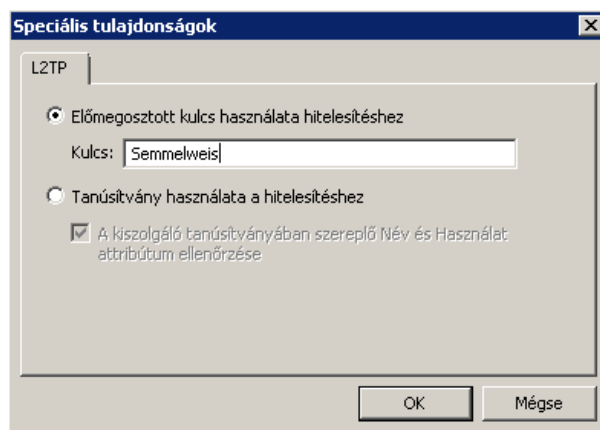 Speciális tulajdonságok
L2TP
Előmegosztott kulcs használata hitelesítéshez
Kulcs: Semmelweis
Tanúsítvány használata a hitelesítéshez
A kiszolgáló tanúsítványában szereplő Név és Használat
attribútum ellenőrzése
OK Mégse